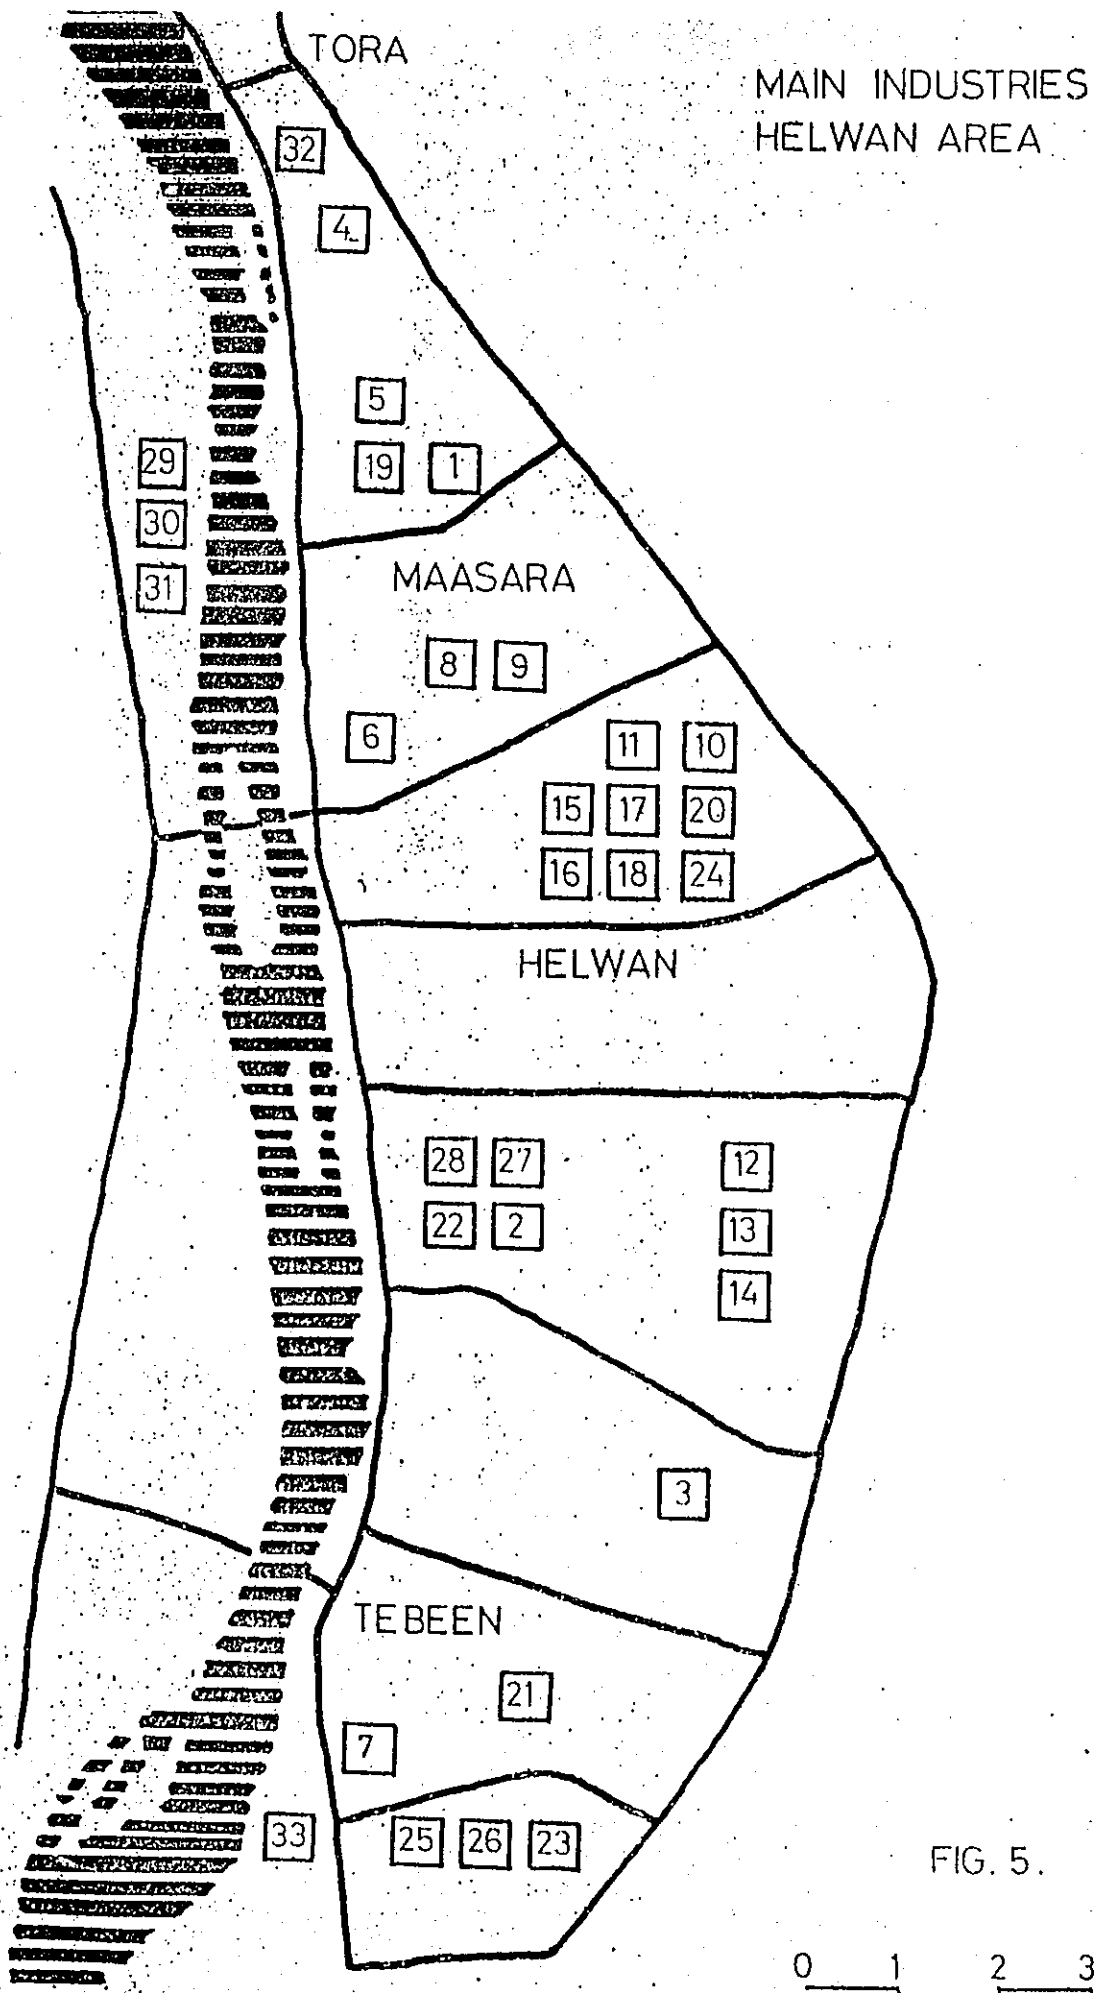 TORA
MAIN INDUSTRIES
HELWAN AREA
32
4
5
19 1
29
30
31
MAASARA
8 9
6
11 10
15 17 20
16 18 24
HELWAN
28 27 12
22 2 13
14
3
TEBEEN
21
7
33 25 26 23
FIG. 5.
0 1 2 3